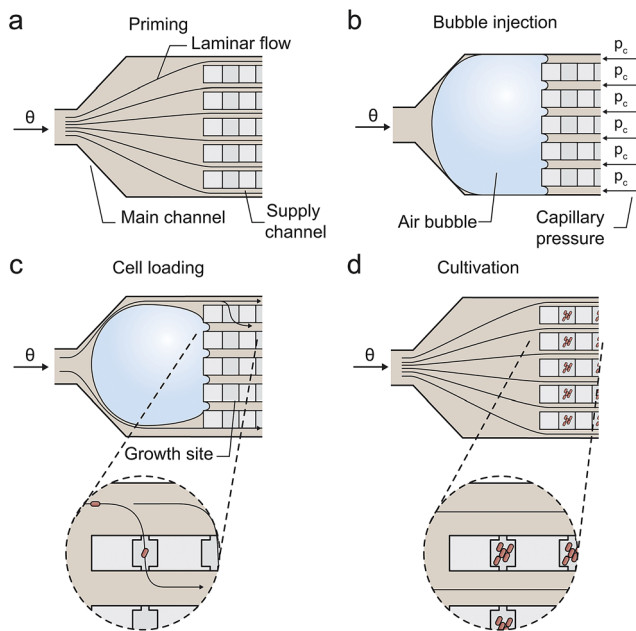 a
Priming
Laminar flow
θ
Main channel
Supply
channel
b
Bubble injection
pc
pc
pc
pc
pc
pc
θ
Air bubble
Capillary
pressure
c
Cell loading
θ
Growth site
d
Cultivation
θ